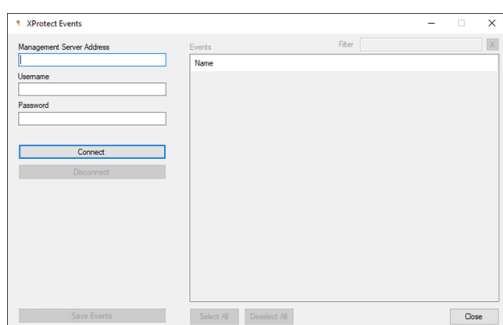 XProtect Events
Management Server Address
Username
Password
Connect
Disconnect
Save Events
Events
Filter
X
Name
Select All
Deselect All
Close